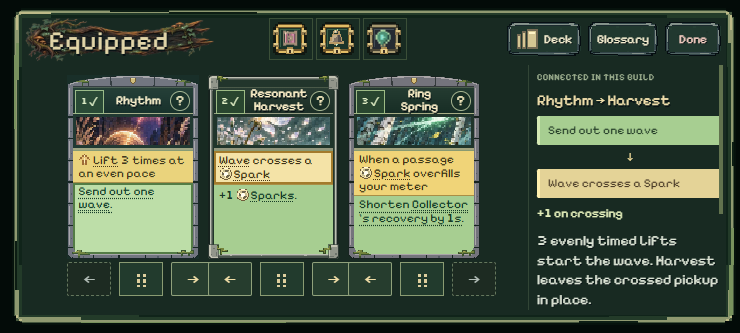 Equipped
Deck
Glossary
Done
1 ✓ Rhythm ?
Lift 3 times at
an even pace
Send out one
wave.
2 ✓ Resonant
Harvest ?
Wave crosses a
Spark
+1 Sparks.
3 ✓ Ring
Spring ?
When a passage
Spark overfills
your meter
Shorten Collector
's recovery by 1s.
← → ← → ← →
CONNECTED IN THIS GUILD
Rhythm → Harvest
Send out one wave
↓
Wave crosses a Spark
+1 on crossing
3 evenly timed Lifts
start the wave. Harvest
leaves the crossed pickup
in place.